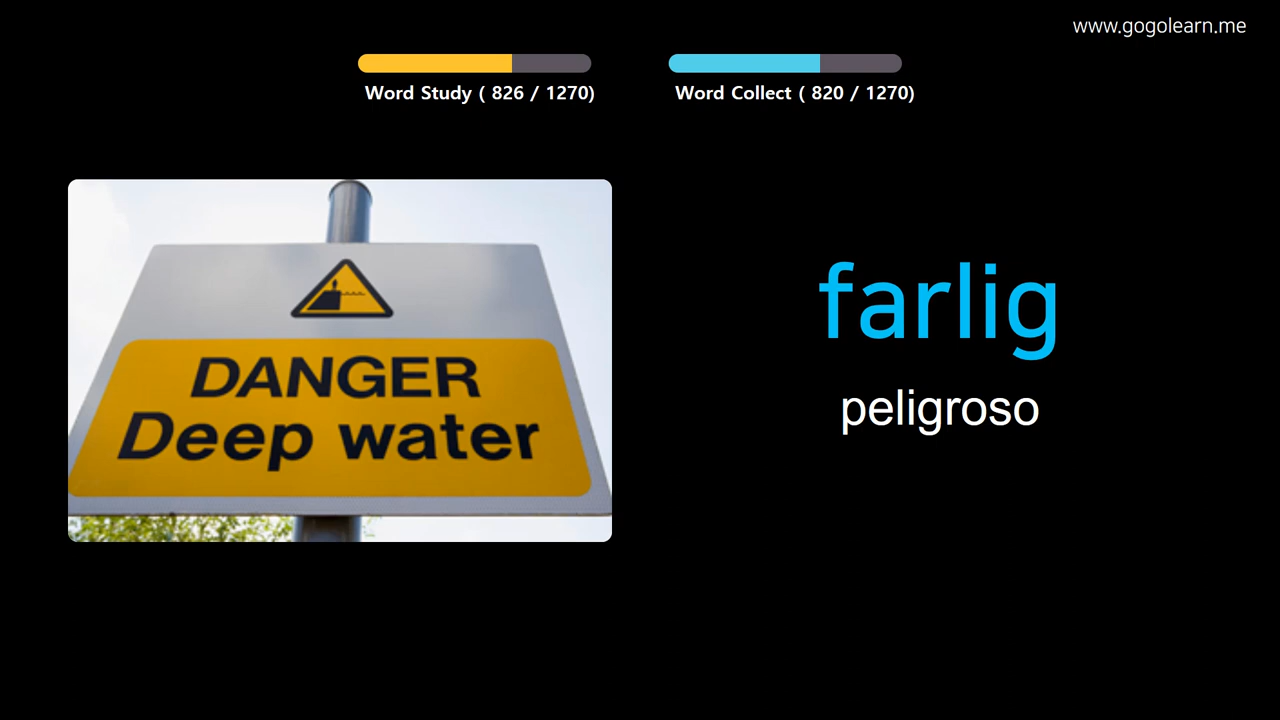 www.gogolearn.me
Word Study ( 826 / 1270)
Word Collect ( 820 / 1270)
DANGER
Deep water
farlig
peligroso